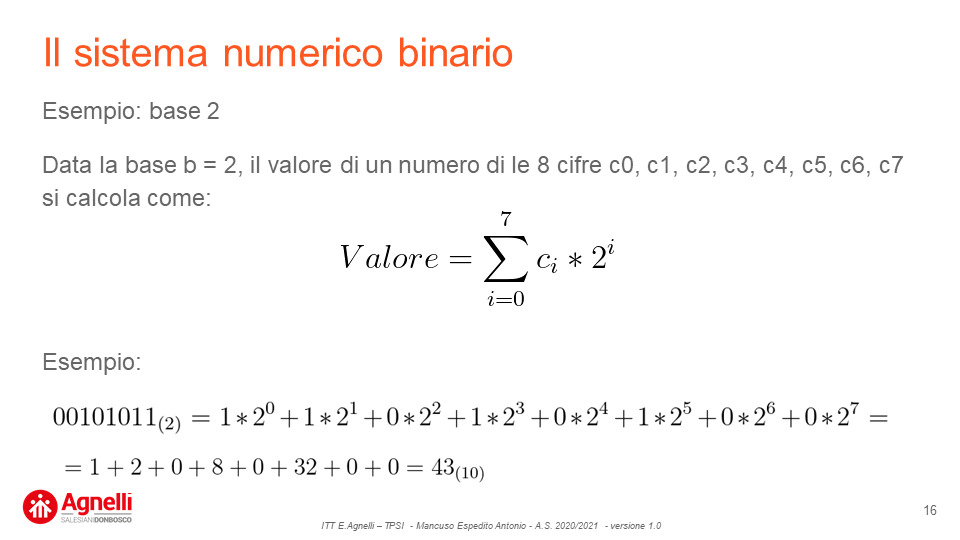 Il sistema numerico binario
Esempio: base 2
Data la base b = 2, il valore di un numero di le 8 cifre c0, c1, c2, c3, c4, c5, c6, c7
si calcola come:
Valore = ∑_{i=0}^{7} c_i ∗ 2^i
Esempio:
00101011_{(2)} = 1∗2^0 + 1∗2^1 + 0∗2^2 + 1∗2^3 + 0∗2^4 + 1∗2^5 + 0∗2^6 + 0∗2^7 =
= 1 + 2 + 0 + 8 + 0 + 32 + 0 + 0 = 43_{(10)}
Agnelli
SALESIANIDONBOSCO
16
ITT E.Agnelli – TPSI - Mancuso Espedito Antonio - A.S. 2020/2021 - versione 1.0